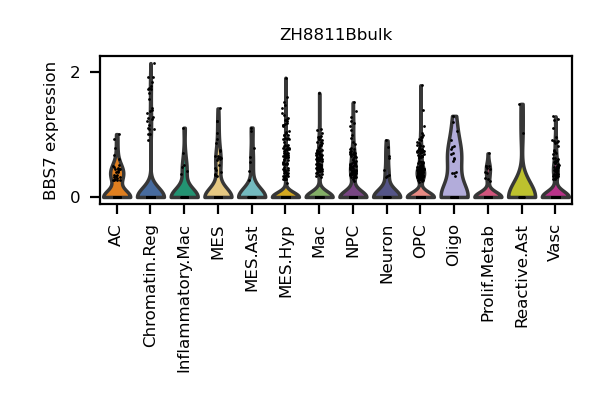 ZH8811Bbulk
BBS7 expression
2
0
AC
Chromatin.Reg
Inflammatory.Mac
MES
MES.Ast
MES.Hyp
Mac
NPC
Neuron
OPC
Oligo
Prolif.Metab
Reactive.Ast
Vasc